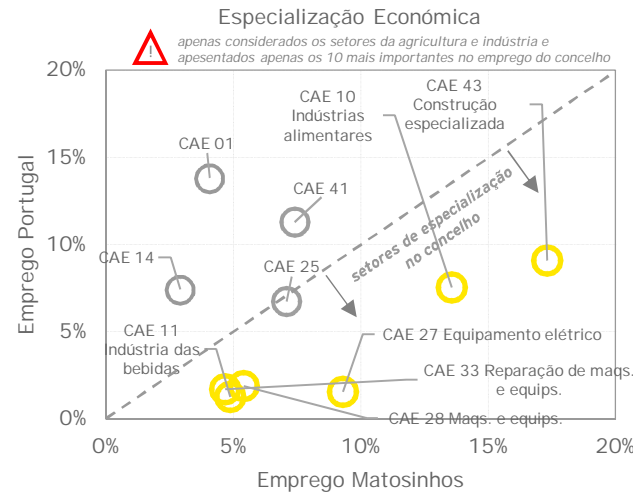 Especialização Económica
!
apenas considerados os setores da agricultura e indústria e
apesentados apenas os 10 mais importantes no emprego do concelho
20%
15%
10%
5%
0%
Emprego Portugal
CAE 01
CAE 10
Indústrias
alimentares
CAE 43
Construção
especializada
CAE 41
setores de especialização
no concelho
CAE 14
CAE 25
CAE 11
Indústria das
bebidas
CAE 27 Equipamento elétrico
CAE 33 Reparação de maqs.
e equips.
CAE 28 Maqs. e equips.
0%
5%
10%
15%
20%
Emprego Matosinhos